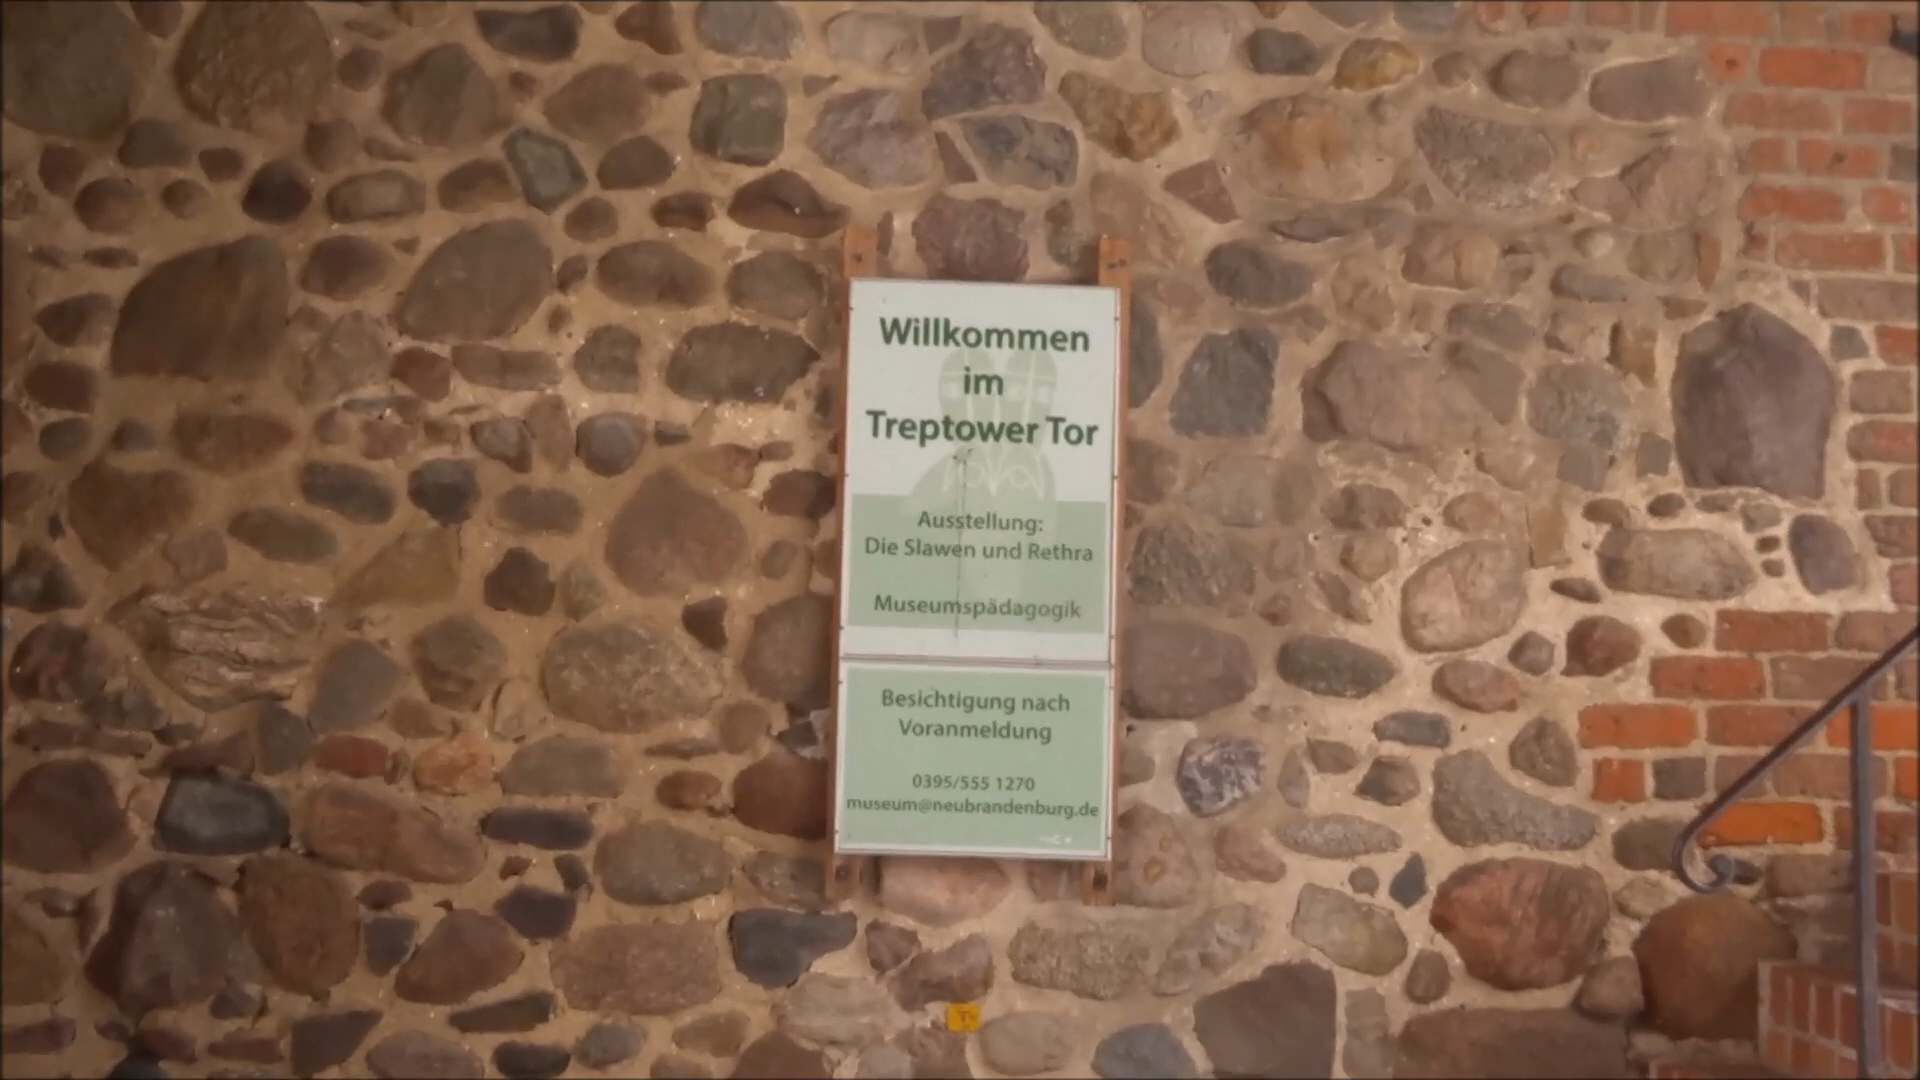 Willkommen
im
Treptower Tor
Ausstellung:
Die Slawen und Rethra
Museumspädagogik
Besichtigung nach
Voranmeldung
0395/555 1270
museum@neubrandenburg.de